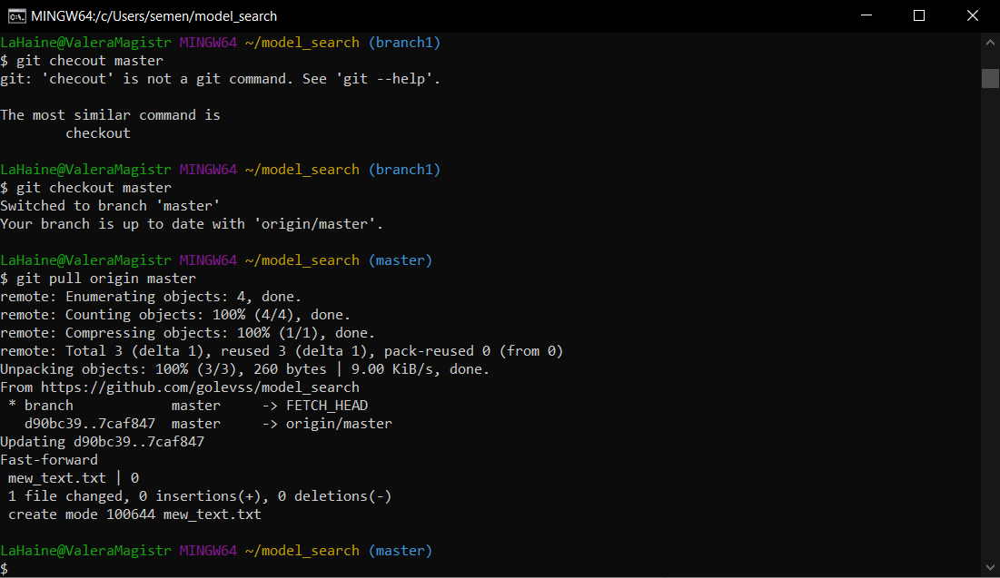 MINGW64:/c/Users/semen/model_search
LaHaine@ValeraMagistr MINGW64 ~/model_search (branch1)
$ git checout master
git: 'checout' is not a git command. See 'git --help'.
The most similar command is
checkout
LaHaine@ValeraMagistr MINGW64 ~/model_search (branch1)
$ git checkout master
Switched to branch 'master'
Your branch is up to date with 'origin/master'.
LaHaine@ValeraMagistr MINGW64 ~/model_search (master)
$ git pull origin master
remote: Enumerating objects: 4, done.
remote: Counting objects: 100% (4/4), done.
remote: Compressing objects: 100% (1/1), done.
remote: Total 3 (delta 1), reused 3 (delta 1), pack-reused 0 (from 0)
Unpacking objects: 100% (3/3), 260 bytes | 9.00 KiB/s, done.
From https://github.com/golevss/model_search
* branch            master     -> FETCH_HEAD
d90bc39..7caf847  master     -> origin/master
Updating d90bc39..7caf847
Fast-forward
mew_text.txt | 0
1 file changed, 0 insertions(+), 0 deletions(-)
create mode 100644 mew_text.txt
LaHaine@ValeraMagistr MINGW64 ~/model_search (master)
$